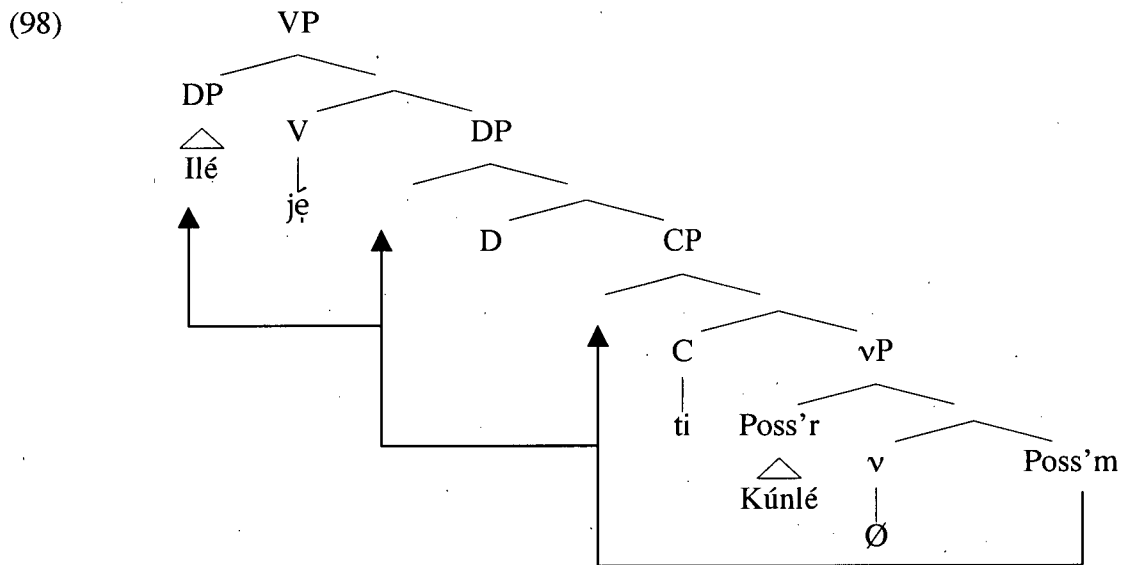 (98)
VP
DP
V
DP
Ilé
jẹ́
D
CP
C
νP
ti
Poss'r
ν
Poss'm
Kúnlé
Ø